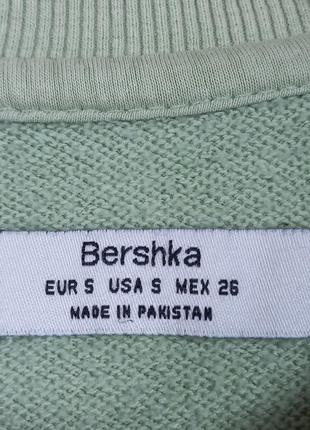 Bershka
EUR S USA S MEX 26
MADE IN PAKISTAN